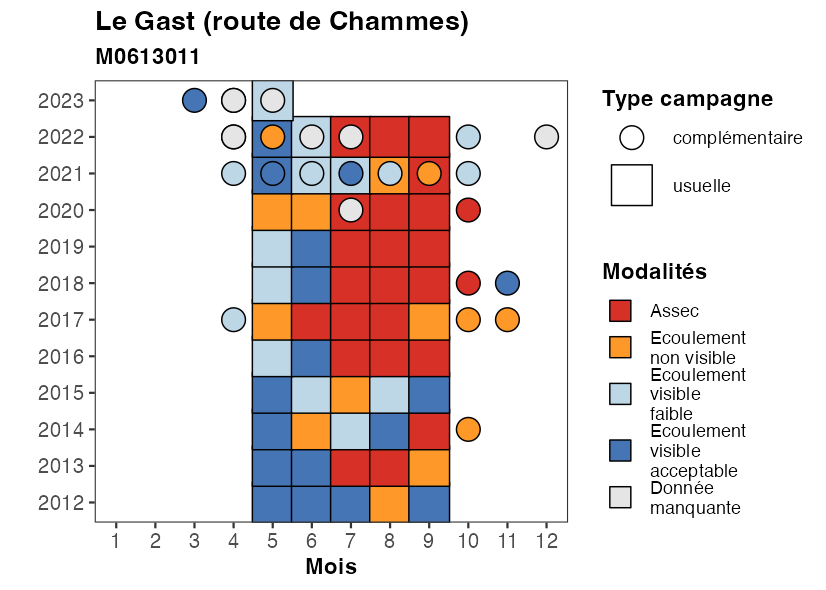 Le Gast (route de Chammes)
M0613011
2023
2022
2021
2020
2019
2018
2017
2016
2015
2014
2013
2012
1 2 3 4 5 6 7 8 9 10 11 12
Mois
Type campagne
complémentaire
usuelle
Modalités
Assec
Ecoulement
non visible
Ecoulement
visible
faible
Ecoulement
visible
acceptable
Donnée
manquante